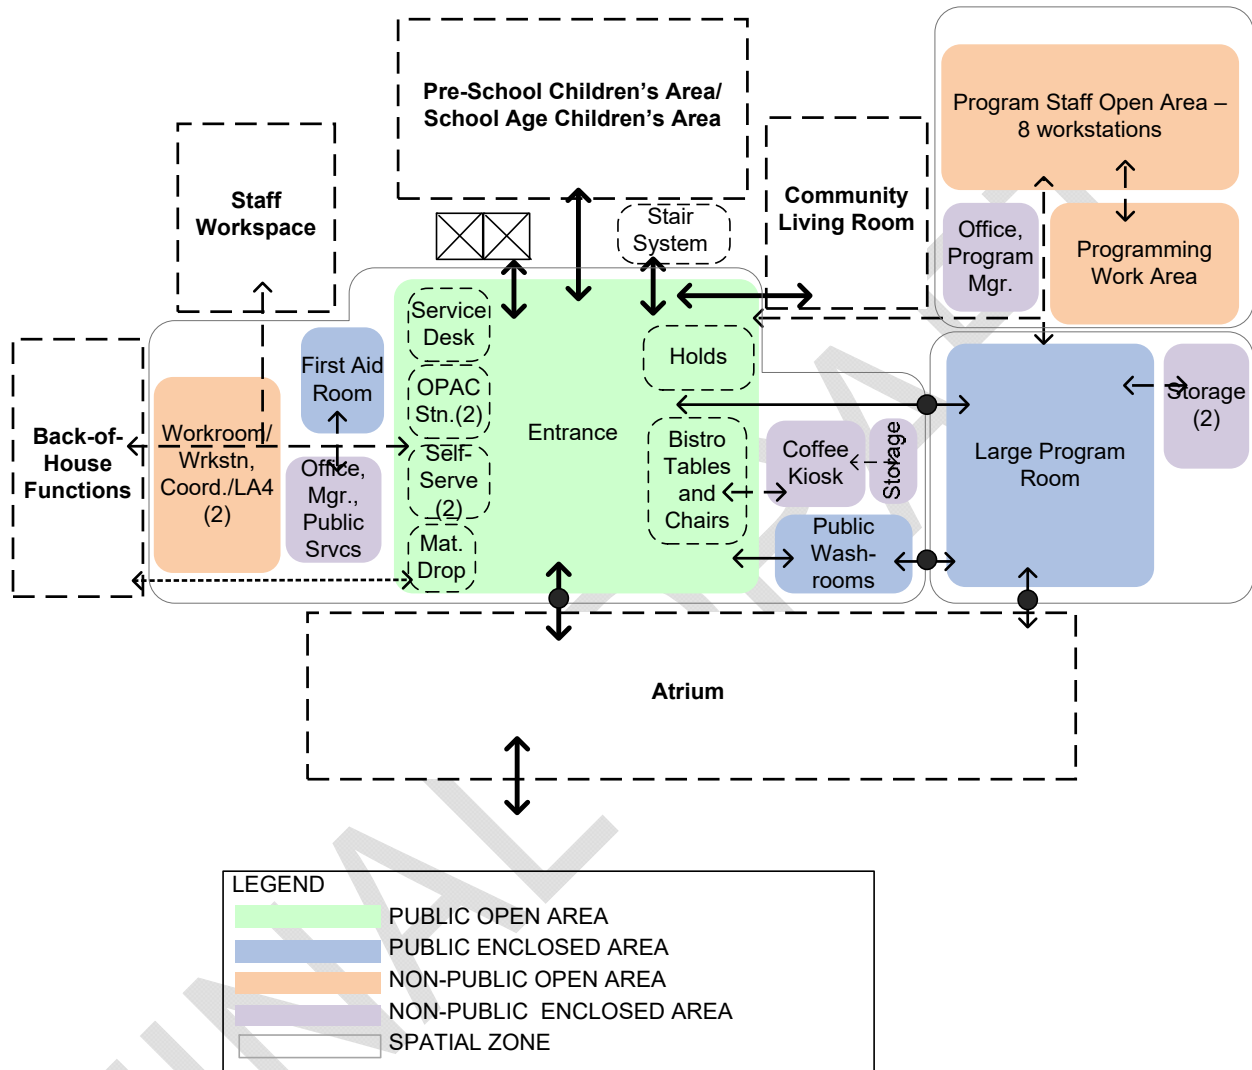 Pre-School Children's Area/
School Age Children's Area
Program Staff Open Area –
8 workstations
Staff
Workspace
Community
Living Room
Stair
System
Office,
Program
Mgr.
Programming
Work Area
Service
Desk
First Aid
Room
Holds
OPAC
Stn.(2)
Entrance
Self-
Serve
(2)
Mat.
Drop
Bistro
Tables
and
Chairs
Coffee
Kiosk
Storage
Public
Wash-
rooms
Large Program
Room
Storage
(2)
Back-of-
House
Functions
Workroom/
Wrkstn,
Coord./LA4
(2)
Office,
Mgr.,
Public
Srvcs
Atrium
LEGEND
PUBLIC OPEN AREA
PUBLIC ENCLOSED AREA
NON-PUBLIC OPEN AREA
NON-PUBLIC ENCLOSED AREA
SPATIAL ZONE